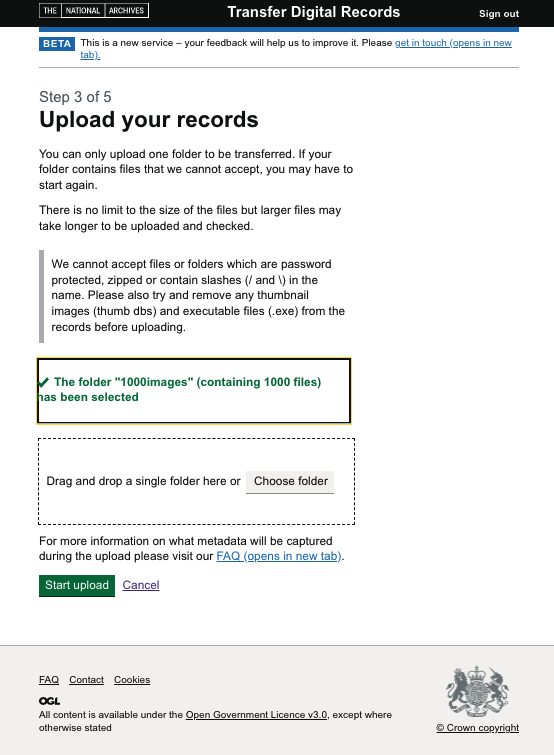 THE NATIONAL ARCHIVES
Transfer Digital Records
Sign out
BETA
This is a new service – your feedback will help us to improve it. Please get in touch (opens in new
tab).
Step 3 of 5
Upload your records
You can only upload one folder to be transferred. If your
folder contains files that we cannot accept, you may have to
start again.
There is no limit to the size of the files but larger files may
take longer to be uploaded and checked.
We cannot accept files or folders which are password
protected, zipped or contain slashes (/ and \) in the
name. Please also try and remove any thumbnail
images (thumb dbs) and executable files (.exe) from the
records before uploading.
✔ The folder "1000images" (containing 1000 files)
has been selected
Drag and drop a single folder here or Choose folder
For more information on what metadata will be captured
during the upload please visit our FAQ (opens in new tab).
Start upload Cancel
FAQ Contact Cookies
OGL
All content is available under the Open Government Licence v3.0, except where
otherwise stated
© Crown copyright